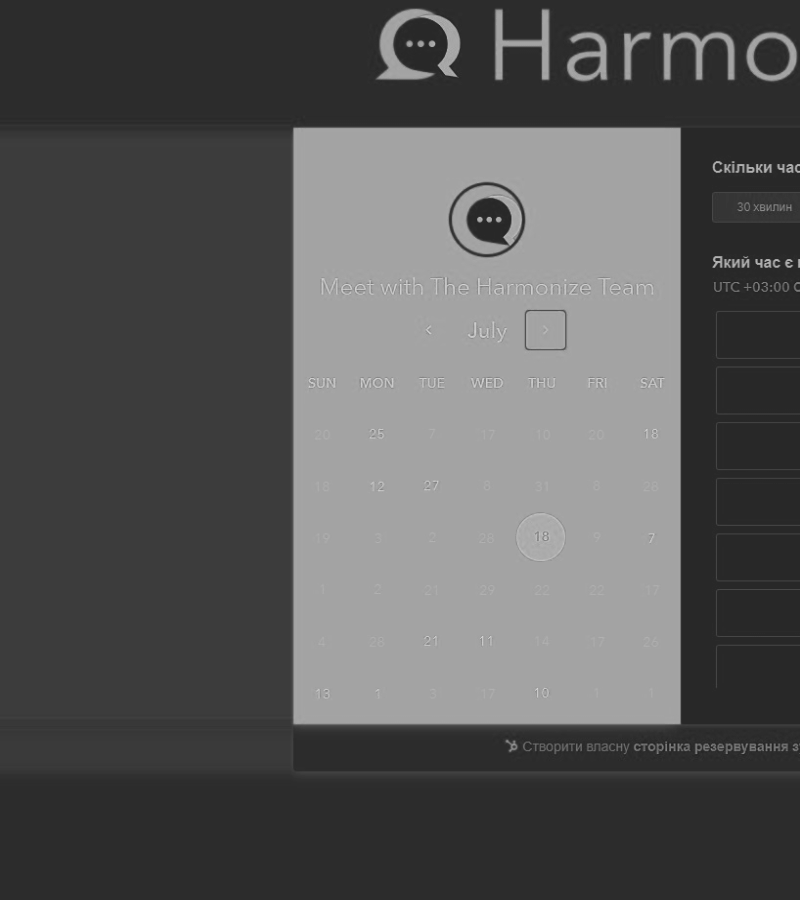 Harmo
Meet with The Harmonize Team
< July >
SUN MON TUE WED THU FRI SAT
20 25 7 17 10 20 18
18 12 27 8 31 8 28
19 3 2 28 18 9 7
1 2 21 29 22 22 17
4 28 21 11 14 17 26
13 1 3 17 10 1 1
Скільки час
30 хвилин
Який час є
UTC +03:00
Створити власну сторінка резервування